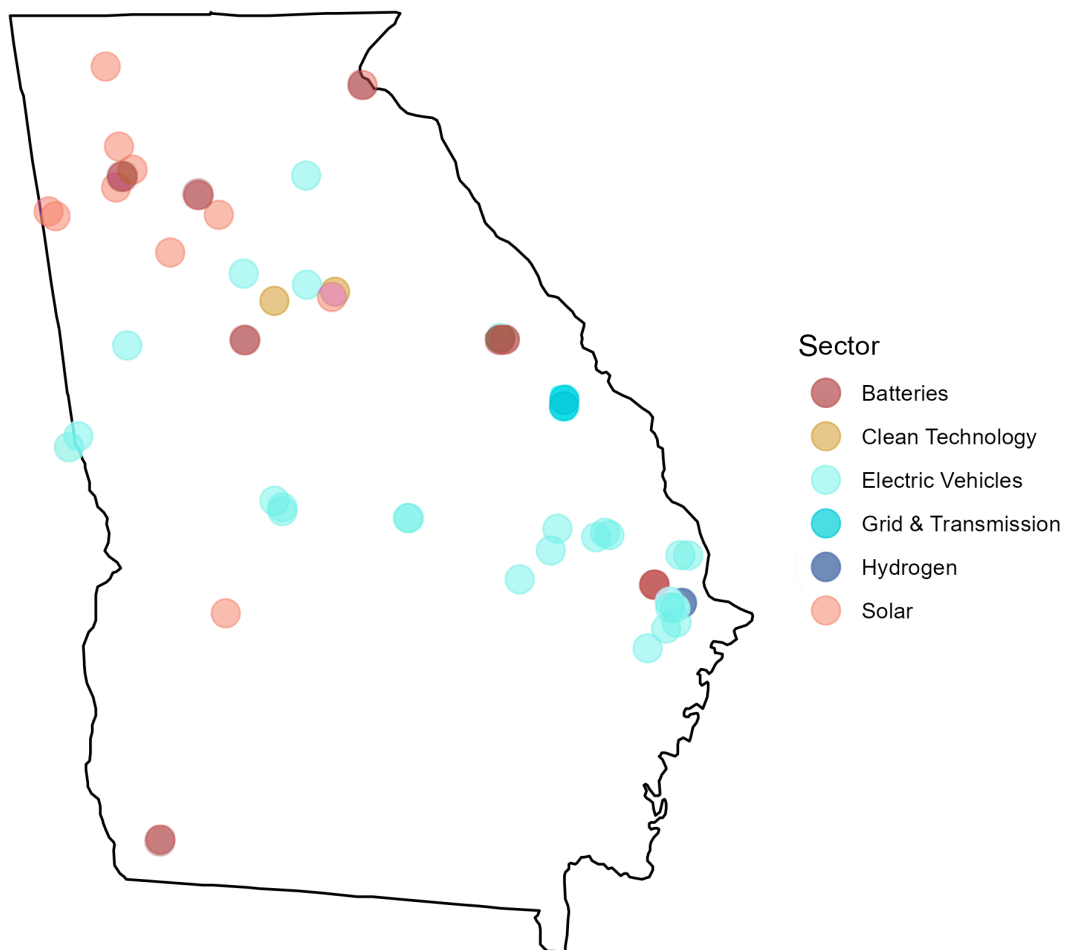 Sector
Batteries
Clean Technology
Electric Vehicles
Grid & Transmission
Hydrogen
Solar